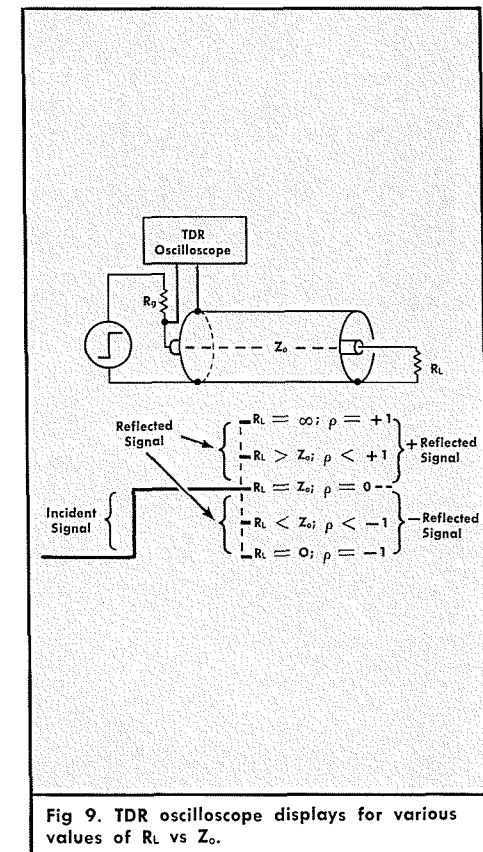 TDR
Oscilloscope
Rg
Zo
RL
Reflected
Signal
RL = ∞; ρ = +1
RL > Zo; ρ < +1
+ Reflected
Signal
RL = Zo; ρ = 0
Incident
Signal
RL < Zo; ρ < −1
− Reflected
Signal
RL = 0; ρ = −1
Fig 9. TDR oscilloscope displays for various
values of RL vs Zo.